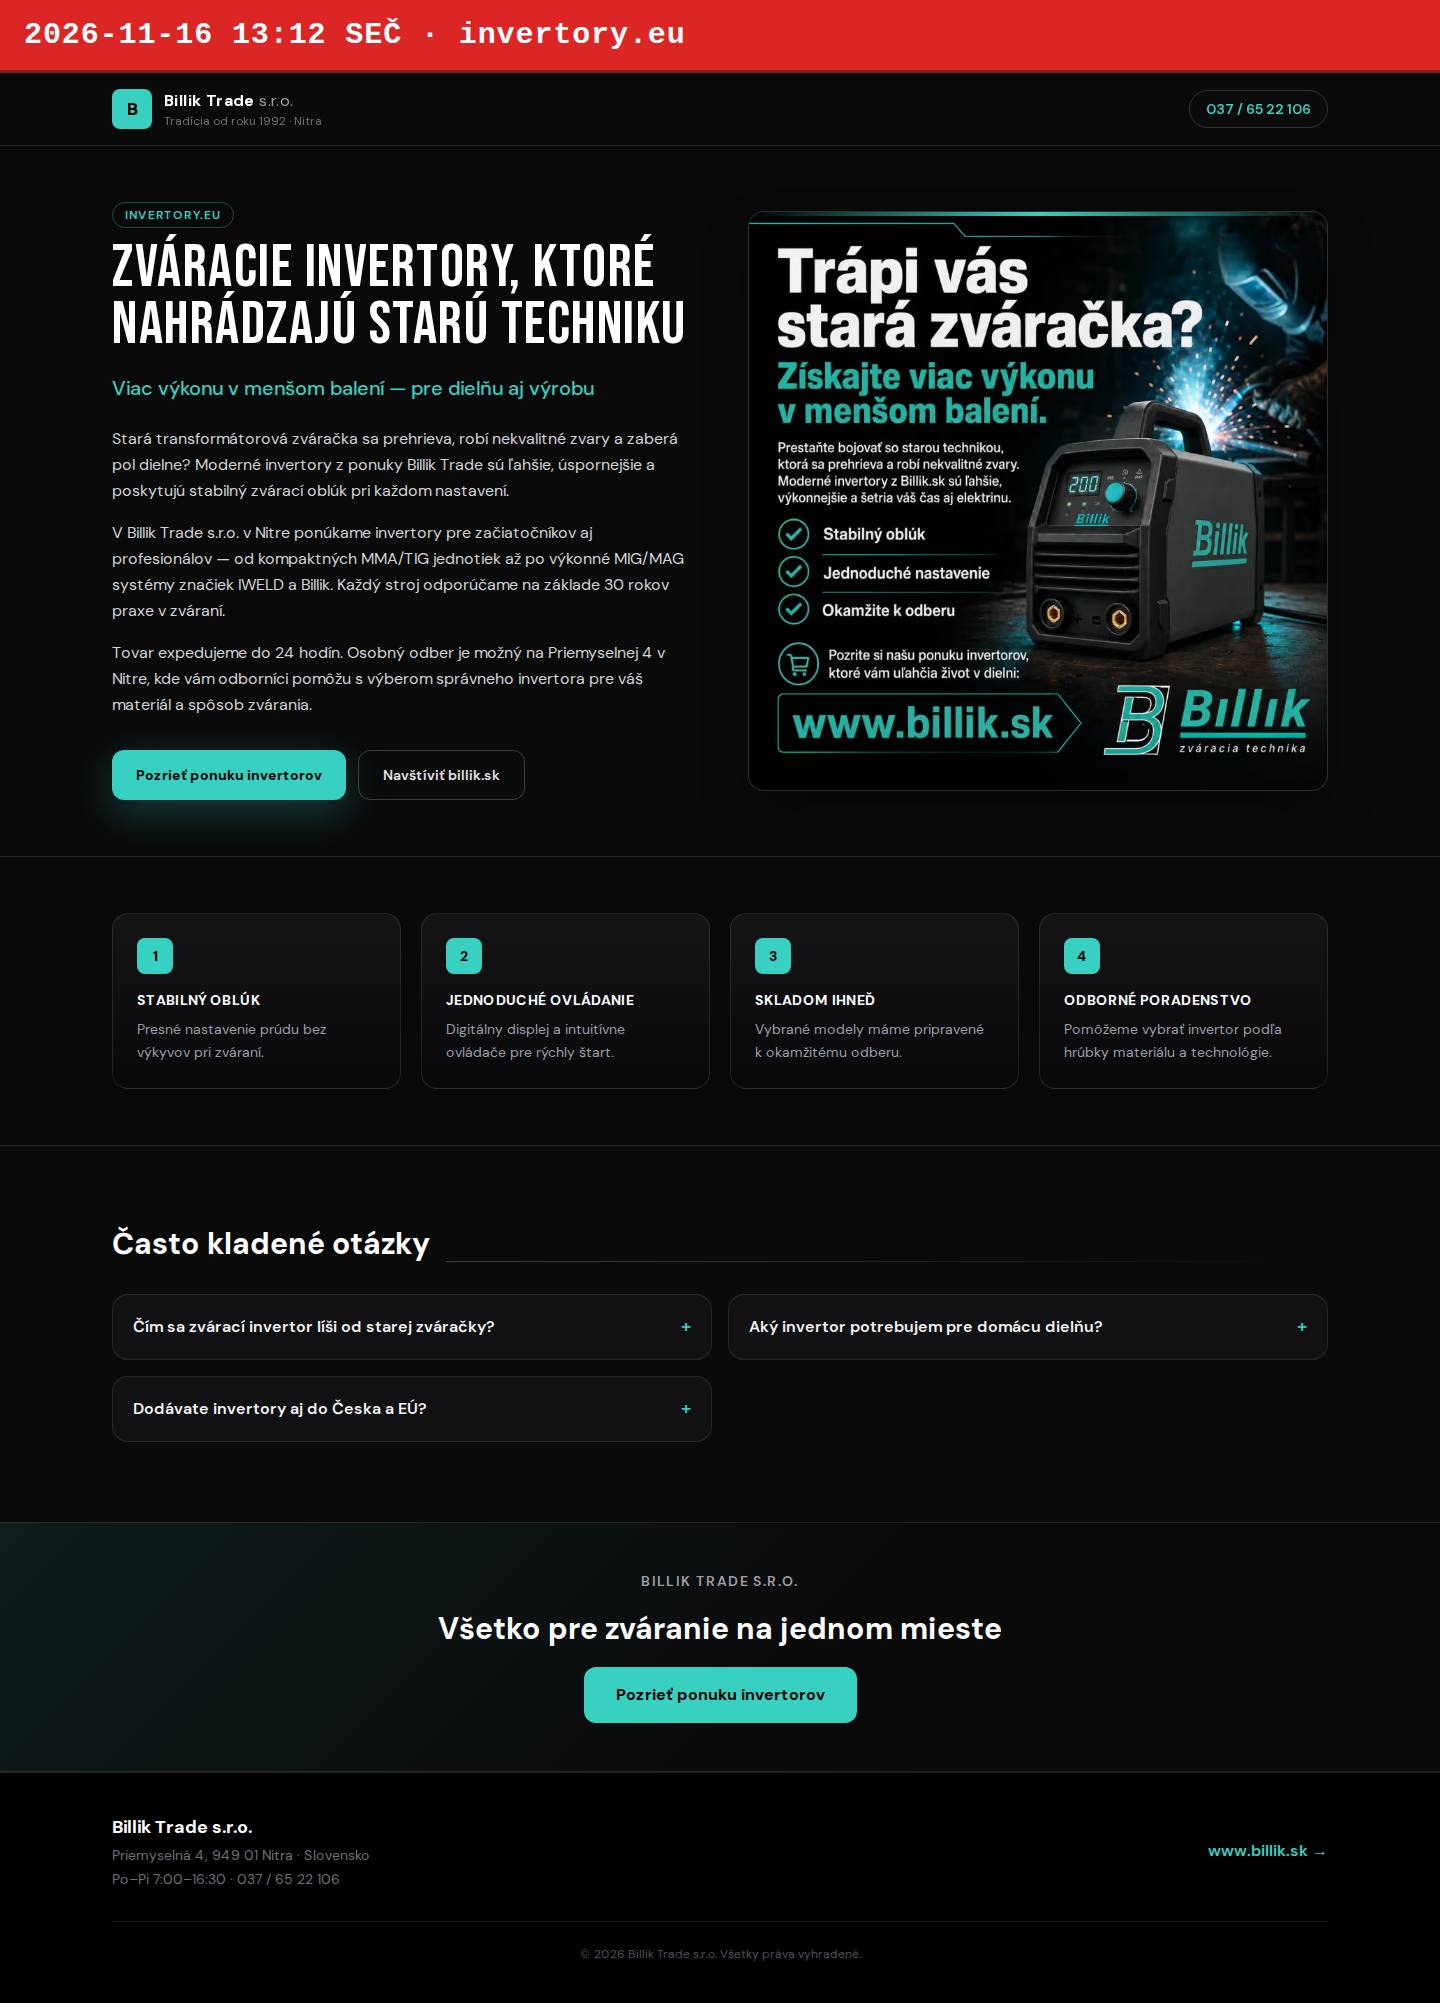 2026-11-16 13:12 SEČ · invertory.eu
B
Billik Trade s.r.o.
Tradícia od roku 1992 · Nitra
037 / 65 22 106
INVERTORY.EU
ZVÁRACIE INVERTORY, KTORÉ
NAHRÁDZAJÚ STARÚ TECHNIKU
Viac výkonu v menšom balení — pre dielňu aj výrobu
Stará transformátorová zváračka sa prehrieva, robí nekvalitné zvary a zaberá
pol dielne? Moderné invertory z ponuky Billik Trade sú ľahšie, úspornejšie a
poskytujú stabilný zvárací oblúk pri každom nastavení.
V Billik Trade s.r.o. v Nitre ponúkame invertory pre začiatočníkov aj
profesionálov — od kompaktných MMA/TIG jednotiek až po výkonné MIG/MAG
systémy značiek IWELD a Billik. Každý stroj odporúčame na základe 30 rokov
praxe v zváraní.
Tovar expedujeme do 24 hodín. Osobný odber je možný na Priemyselnej 4 v
Nitre, kde vám odborníci pomôžu s výberom správneho invertora pre váš
materiál a spôsob zvárania.
Pozrieť ponuku invertorov
Navštíviť billik.sk
Trápi vás
stará zváračka?
Získajte viac výkonu
v menšom balení.
Prestaňte bojovať so starou technikou,
ktorá sa prehrieva a robí nekvalitné zvary.
Moderné invertory z Billik.sk sú ľahšie,
výkonnejšie a šetria váš čas aj elektrinu.
Stabilný oblúk
Jednoduché nastavenie
Okamžite k odberu
200
Billik
Billik
Pozrite si našu ponuku invertorov,
ktoré vám uľahčia život v dielni:
www.billik.sk
B Billik
zváracia technika
1
STABILNÝ OBLÚK
Presné nastavenie prúdu bez
výkyvov pri zváraní.
2
JEDNODUCHÉ OVLÁDANIE
Digitálny displej a intuitívne
ovládače pre rýchly štart.
3
SKLADOM IHNEĎ
Vybrané modely máme pripravené
k okamžitému odberu.
4
ODBORNÉ PORADENSTVO
Pomôžeme vybrať invertor podľa
hrúbky materiálu a technológie.
Často kladené otázky
Čím sa zvárací invertor líši od starej zváračky? +
Aký invertor potrebujem pre domácu dielňu? +
Dodávate invertory aj do Česka a EÚ? +
BILLIK TRADE S.R.O.
Všetko pre zváranie na jednom mieste
Pozrieť ponuku invertorov
Billik Trade s.r.o.
Priemyselná 4, 949 01 Nitra · Slovensko
Po–Pi 7:00–16:30 · 037 / 65 22 106
www.billik.sk →
© 2026 Billik Trade s.r.o. Všetky práva vyhradené.